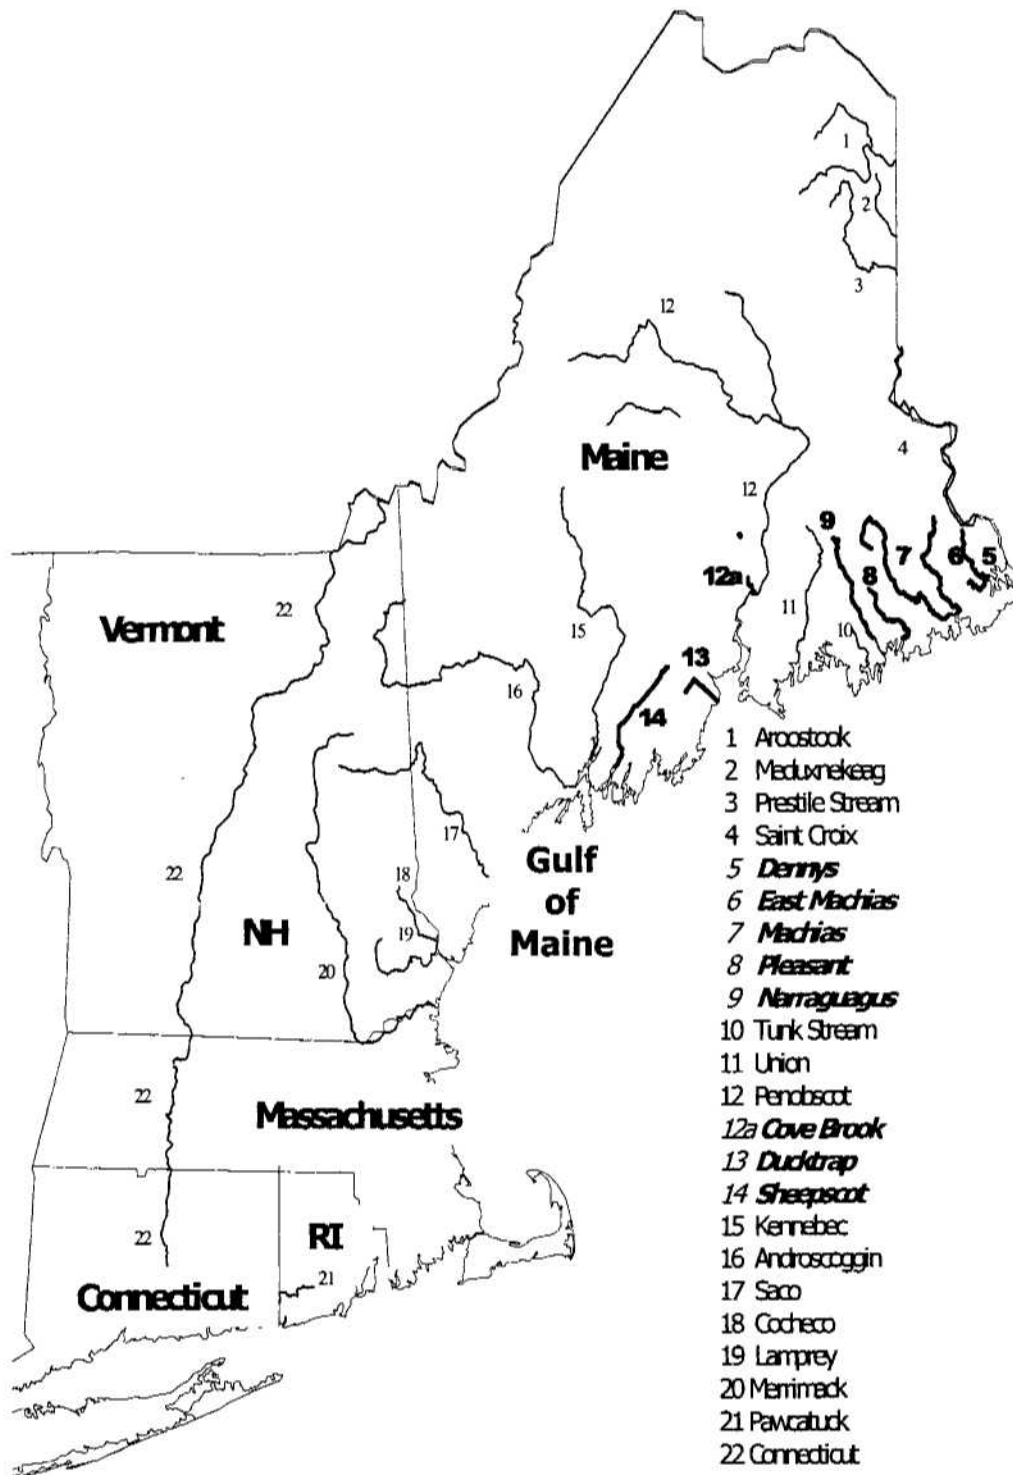 1
2
3
12
4
Maine
12
9
7
6
5
12a
8
22
Vermont
15
11
10
13
16
14
17
22
18
Gulf
of
Maine
NH
19
20
22
Massachusetts
RI
22
21
Connecticut
1 Aroostook
2 Meduxnekeag
3 Prestile Stream
4 Saint Croix
5 Dennys
6 East Machias
7 Machias
8 Pleasant
9 Narraguagus
10 Tunk Stream
11 Union
12 Penobscot
12a Cove Brook
13 Ducktrap
14 Sheepscot
15 Kennebec
16 Androscoggin
17 Saco
18 Cocheco
19 Lamprey
20 Merrimack
21 Pawcatuck
22 Connecticut